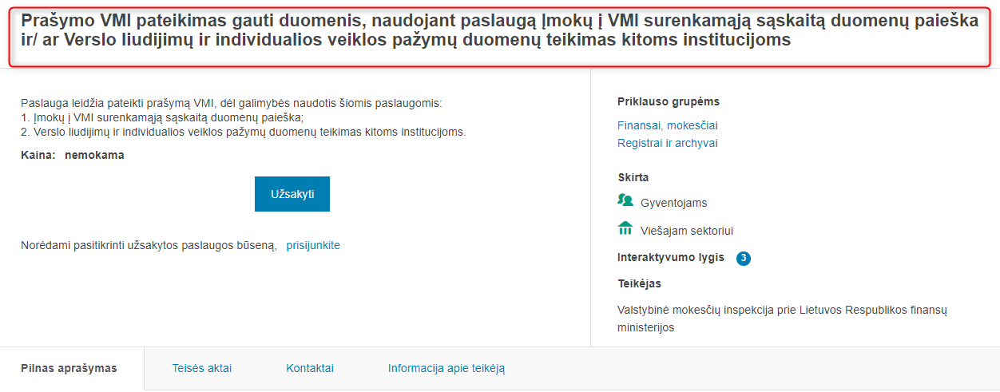 Prašymo VMI pateikimas gauti duomenis, naudojant paslaugą Įmokų į VMI surenkamąją sąskaitą duomenų paieška
ir/ ar Verslo liudijimų ir individualios veiklos pažymų duomenų teikimas kitoms institucijoms
Paslauga leidžia pateikti prašymą VMI, dėl galimybės naudotis šiomis paslaugomis:
1. Įmokų į VMI surenkamąją sąskaitą duomenų paieška;
2. Verslo liudijimų ir individualios veiklos pažymų duomenų teikimas kitoms institucijoms.
Kaina: nemokama
Užsakyti
Norėdami pasitikrinti užsakytos paslaugos būseną, prisijunkite
Priklauso grupėms
Finansai, mokesčiai
Registrai ir archyvai
Skirta
Gyventojams
Viešajam sektoriui
Interaktyvumo lygis 3
Teikėjas
Valstybinė mokesčių inspekcija prie Lietuvos Respublikos finansų
ministerijos
Pilnas aprašymas Teisės aktai Kontaktai Informacija apie teikėją